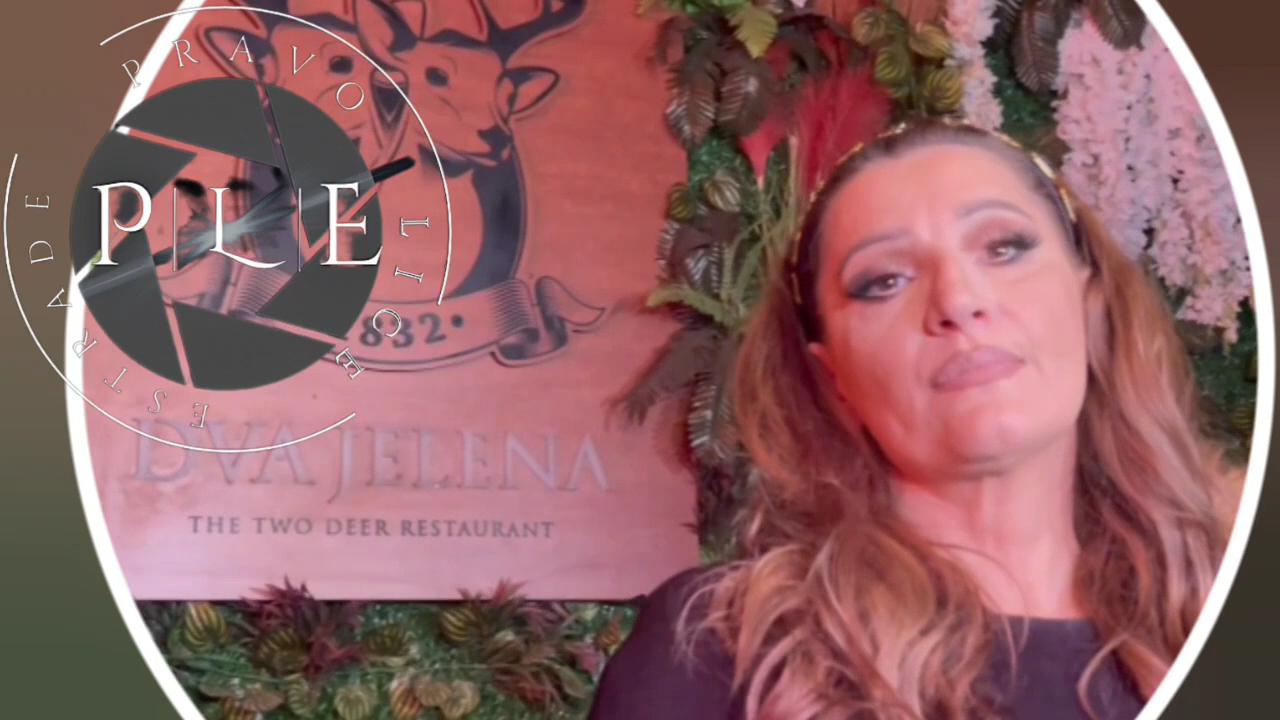 PRAVO LICE ESTRADE
P|L|E
832•
DVA JELENA
THE TWO DEER RESTAURANT